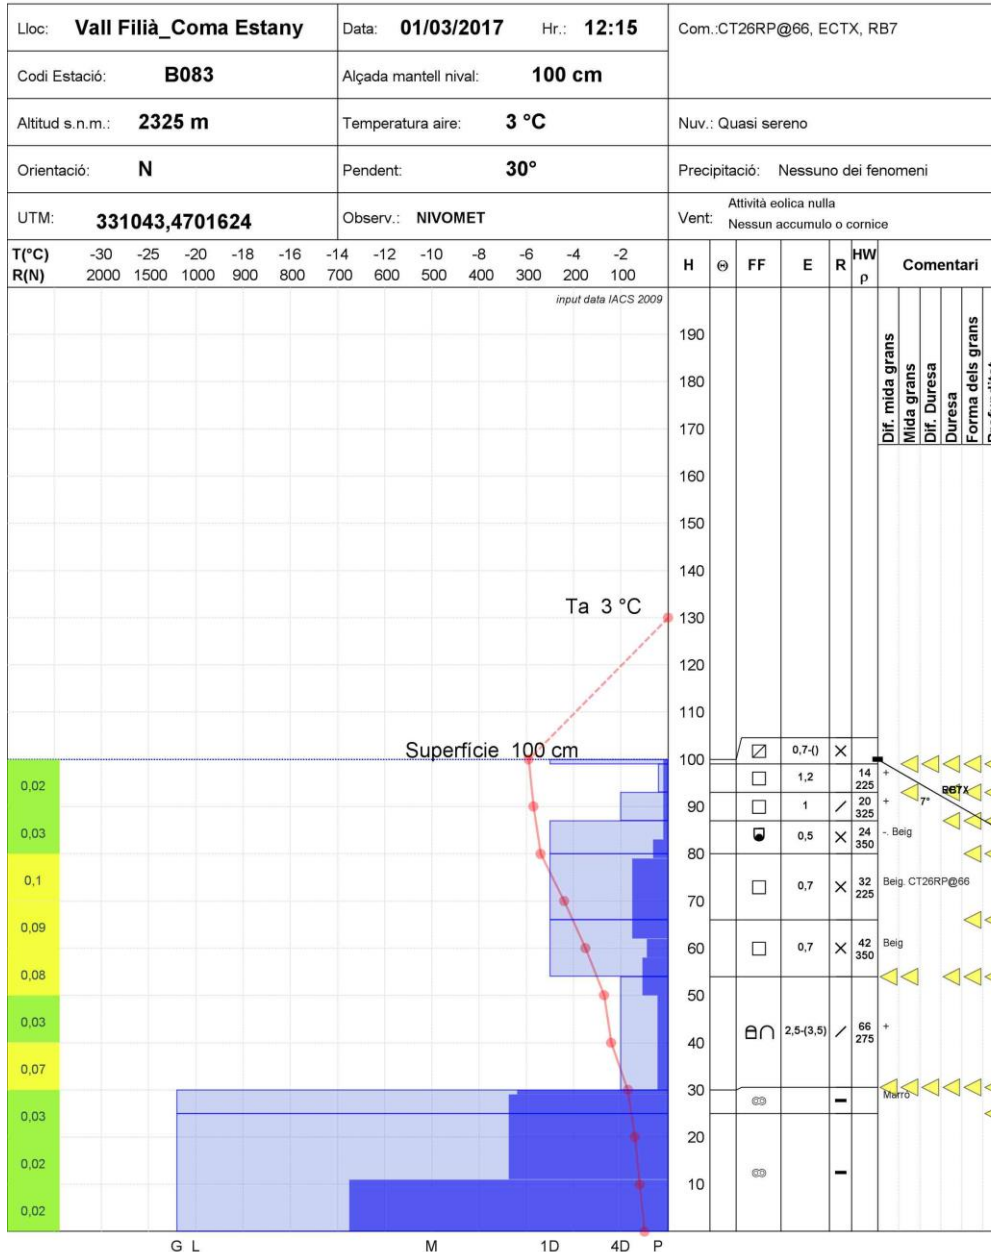 Lloc: Vall Filià_Coma Estany Data: 01/03/2017 Hr.: 12:15 Com.:CT26RP@66, ECTX, RB7
Codi Estació: B083 Alçada mantell nival: 100 cm
Altitud s.n.m.: 2325 m Temperatura aire: 3 °C Nuv.: Quasi sereno
Orientació: N Pendent: 30° Precipitació: Nessuno dei fenomeni
UTM: 331043,4701624 Observ.: NIVOMET Vent: Attività eolica nulla
Nessun accumulo o cornice
T(°C) -30 -25 -20 -18 -16 -14 -12 -10 -8 -6 -4 -2
R(N) 2000 1500 1000 900 800 700 600 500 400 300 200 100
H Θ FF E R HW ρ Comentari
input data IACS 2009
Dif. mida grans
Mida grans
Dif. Duresa
Duresa
Forma dels grans
190
180
170
160
150
140
Ta 3 °C 130
120
110
Superfície 100 cm 100 0,7-()
0,02 1,2 14 225 +
90 1 20 325 + 7°
0,03 0,5 24 350 -. Beig
80
0,1 0,7 32 225 Beig. CT26RP@66
70
0,09 60 0,7 42 350 Beig
0,08
50
0,03 2,5-(3,5) 66 275 +
40
0,07
30 Marró
0,03
20
0,02
10
0,02
G L M 1D 4D P